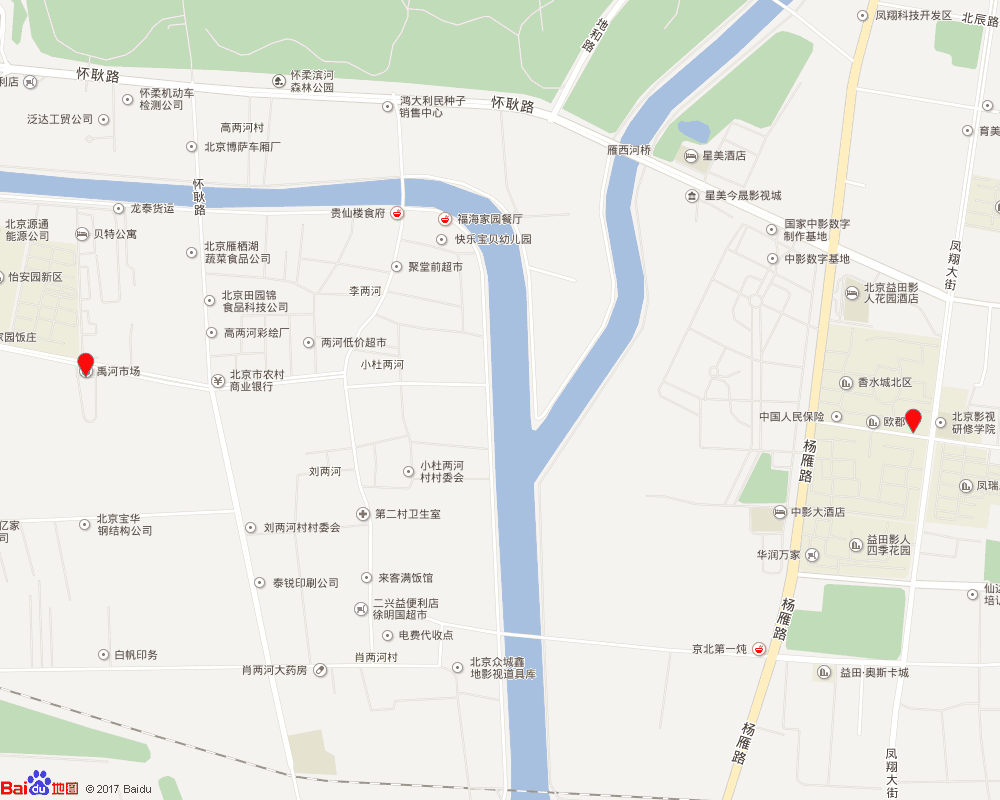 凤翔科技开发区
北辰路
地和路
利店
怀耿路
怀柔滨河
森林公园
怀柔机动车
检测公司
鸿大利民种子
销售中心
怀耿路
泛达工贸公司
高两河村
育美
北京博萨车厢厂
雁西河桥
星美酒店
怀耿路
星美今晟影视城
龙泰货运
贵仙楼食府
福海家园餐厅
北京源通
能源公司
贝特公寓
快乐宝贝幼儿园
国家中影数字
制作基地
凤翔大街
北京雁栖湖
蔬菜食品公司
聚堂前超市
中影数字基地
怡安园新区
李两河
北京田园锦
食品科技公司
北京益田影
人花园酒店
高两河彩绘厂
两河低价超市
家园饭庄
小杜两河
禹河市场
北京市农村
商业银行
香水城北区
中国人民保险
欧郡
北京影视
研修学院
杨雁路
刘两河
小杜两河
村村委会
凤瑞
第二村卫生室
中影大酒店
亿家
司
北京宝华
钢结构公司
刘两河村村委会
益田影人
四季花园
华润万家
泰锐印刷公司
来客满饭馆
二兴益便利店
徐明国超市
杨雁路
培训
电费代收点
白帆印务
肖两河大药房
肖两河村
北京众城鑫
地影视道具库
京北第一炖
益田·奥斯卡城
杨雁路
凤翔大街
Bai du 地图
© 2017 Baidu